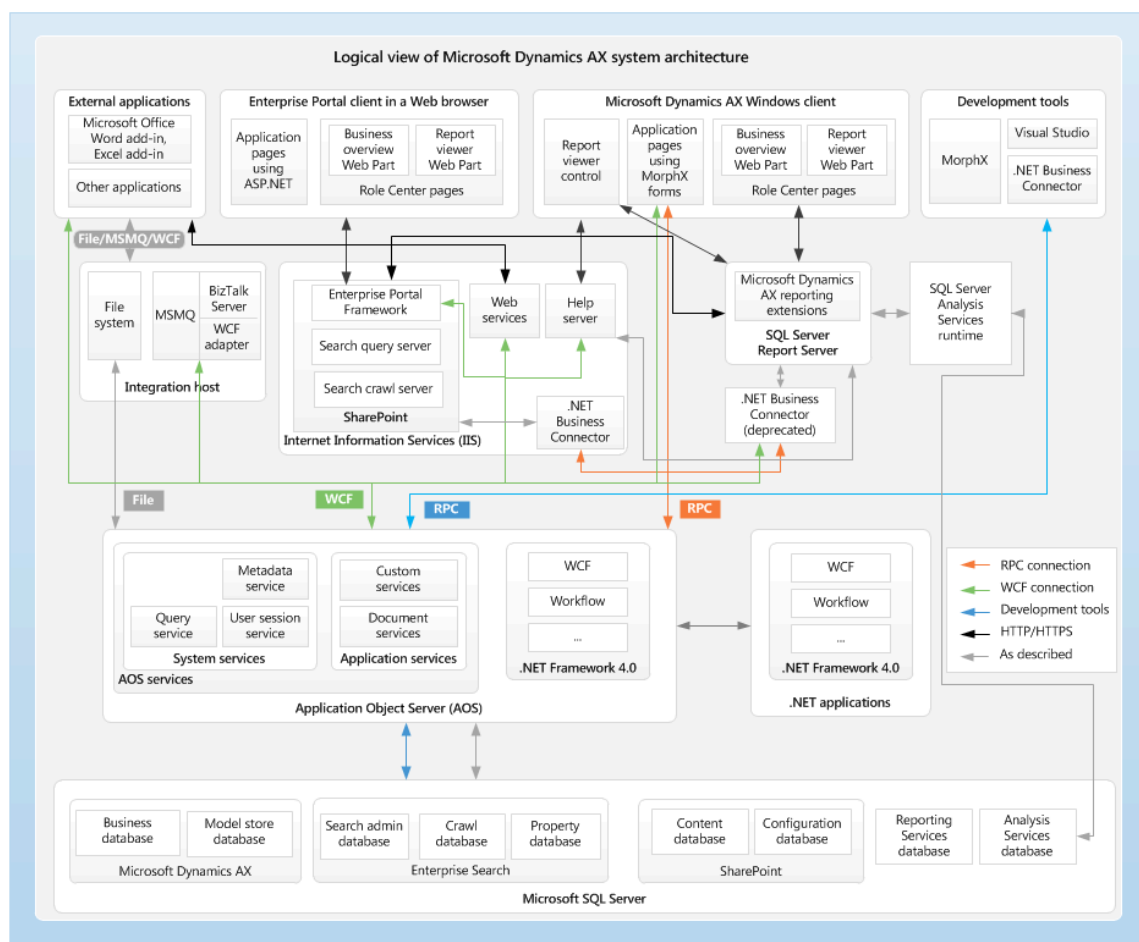 Logical view of Microsoft Dynamics AX system architecture
External applications
Microsoft Office
Word add-in,
Excel add-in
Other applications
Enterprise Portal client in a Web browser
Application
pages
using
ASP.NET
Business
overview
Web Part
Report
viewer
Web Part
Role Center pages
Microsoft Dynamics AX Windows client
Report
viewer
control
Application
pages
using
MorphX
forms
Business
overview
Web Part
Report
viewer
Web Part
Role Center pages
Development tools
MorphX
Visual Studio
.NET Business
Connector
File/MSMQ/WCF
File
system
MSMQ
BizTalk
Server
WCF
adapter
Integration host
Enterprise Portal
Framework
Search query server
Search crawl server
SharePoint
Internet Information Services (IIS)
Web
services
Help
server
.NET
Business
Connector
Microsoft Dynamics
AX reporting
extensions
SQL Server
Report Server
SQL Server
Analysis
Services
runtime
.NET Business
Connector
(deprecated)
File
WCF
RPC
RPC
Metadata
service
Query
service
User session
service
System services
Custom
services
Document
services
Application services
AOS services
WCF
Workflow
...
.NET Framework 4.0
Application Object Server (AOS)
WCF
Workflow
...
.NET Framework 4.0
.NET applications
RPC connection
WCF connection
Development tools
HTTP/HTTPS
As described
Business
database
Model store
database
Microsoft Dynamics AX
Search admin
database
Crawl
database
Property
database
Enterprise Search
Content
database
Configuration
database
SharePoint
Reporting
Services
database
Analysis
Services
database
Microsoft SQL Server